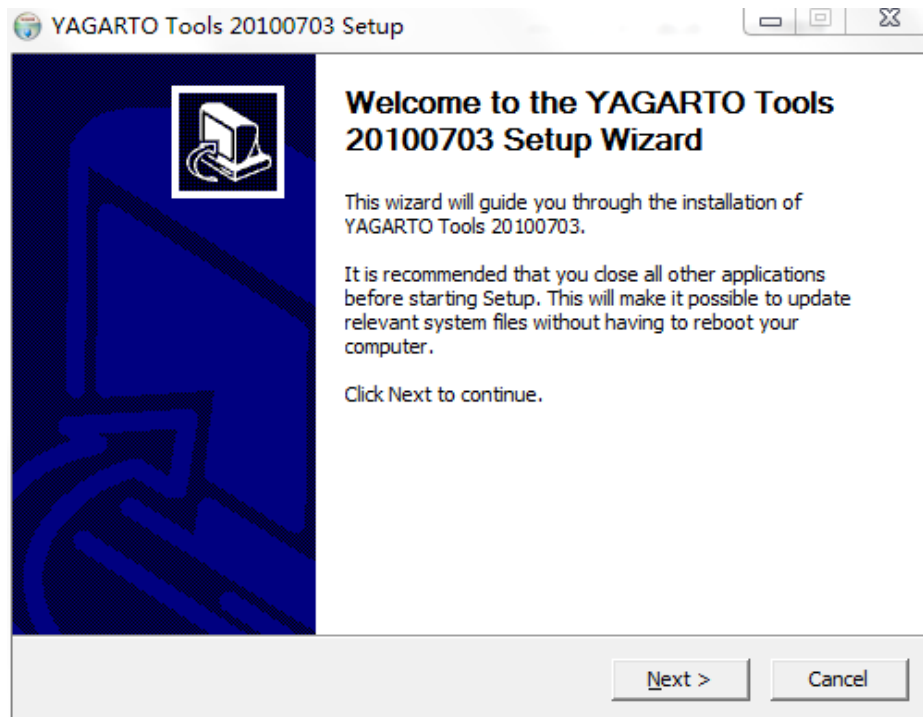 YAGARTO Tools 20100703 Setup
Welcome to the YAGARTO Tools
20100703 Setup Wizard
This wizard will guide you through the installation of
YAGARTO Tools 20100703.
It is recommended that you close all other applications
before starting Setup. This will make it possible to update
relevant system files without having to reboot your
computer.
Click Next to continue.
Next >
Cancel